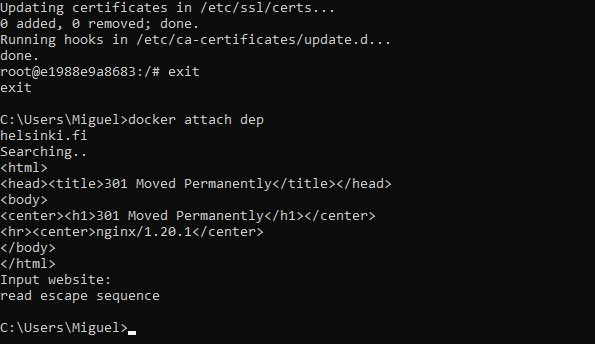 Updating certificates in /etc/ssl/certs...
0 added, 0 removed; done.
Running hooks in /etc/ca-certificates/update.d...
done.
root@e1988e9a8683:/# exit
exit
C:\Users\Miguel>docker attach dep
helsinki.fi
Searching..
<html>
<head><title>301 Moved Permanently</title></head>
<body>
<center><h1>301 Moved Permanently</h1></center>
<hr><center>nginx/1.20.1</center>
</body>
</html>
Input website:
read escape sequence
C:\Users\Miguel>